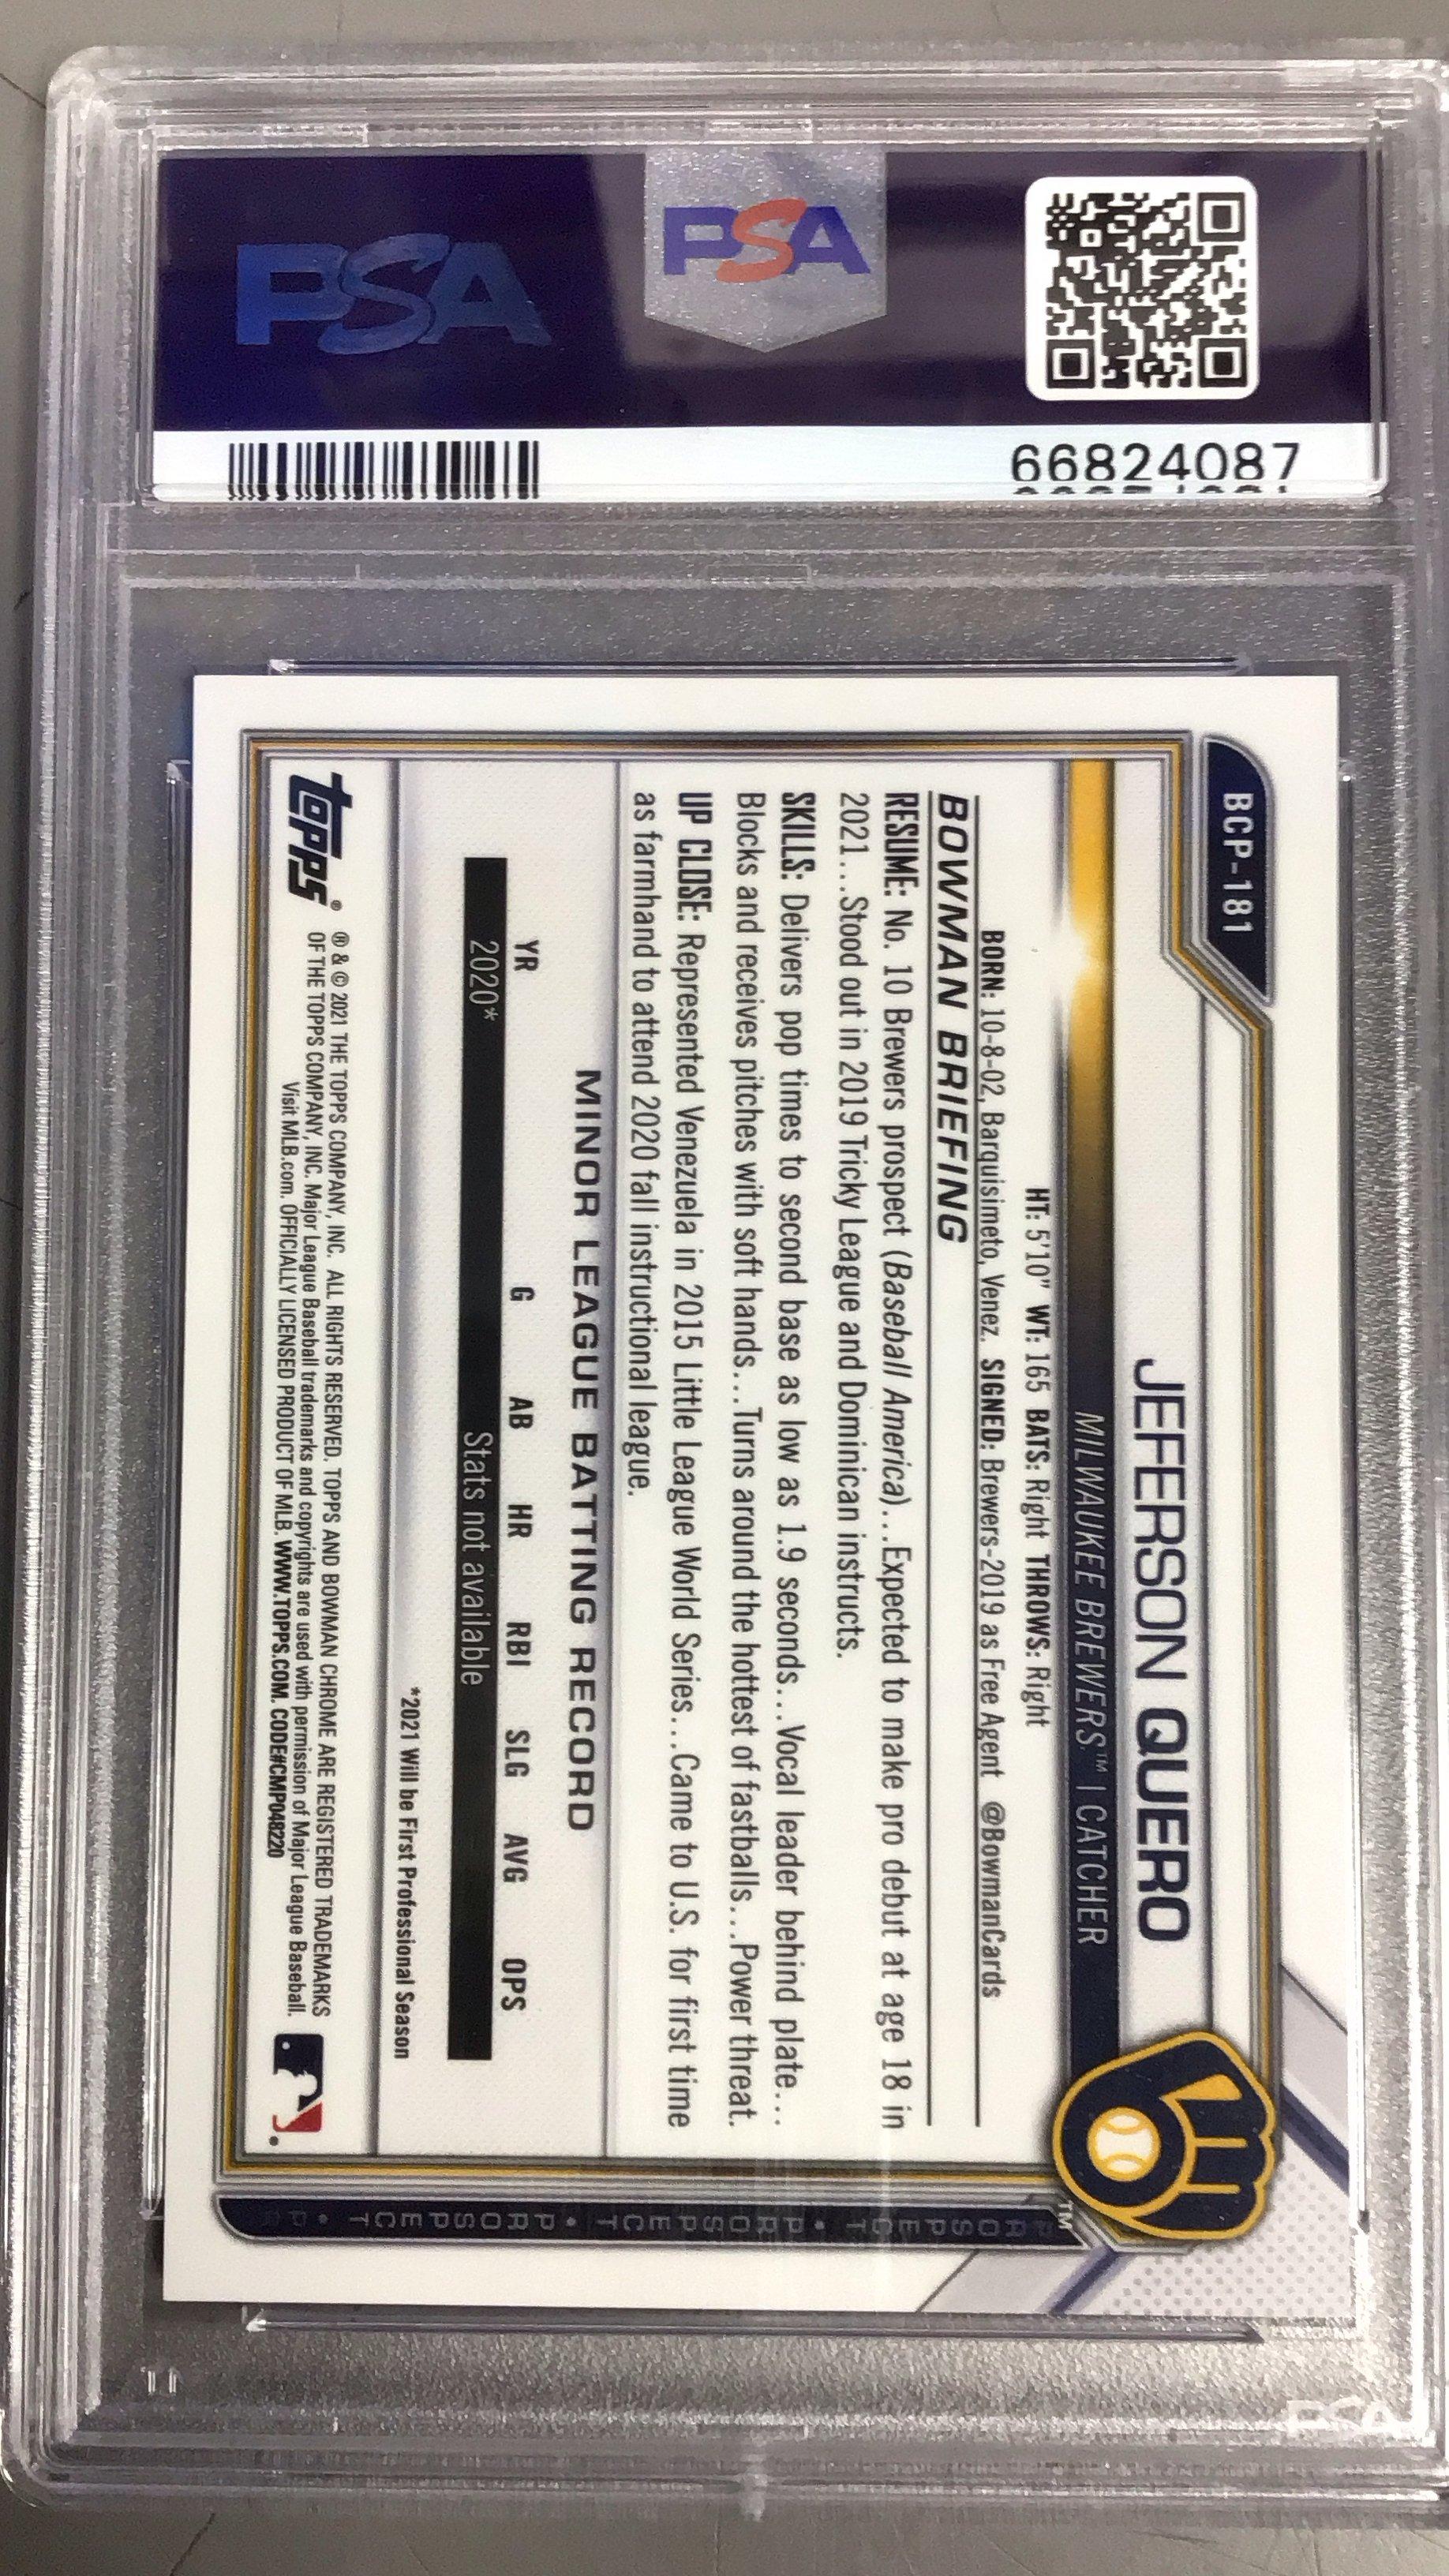 PSA
PSA
66824087
BCP-181
JEFERSON QUERO
MILWAUKEE BREWERS™ | CATCHER
HT: 5'10" WT: 165 BATS: Right THROWS: Right
BORN: 10-8-02, Barquisimeto, Venez. SIGNED: Brewers-2019 as Free Agent @BowmanCards
BOWMAN BRIEFING
RESUME: No. 10 Brewers prospect (Baseball America)...Expected to make pro debut at age 18 in
2021...Stood out in 2019 Tricky League and Dominican instructs.
SKILLS: Delivers pop times to second base as low as 1.9 seconds...Vocal leader behind plate...
Blocks and receives pitches with soft hands...Turns around the hottest of fastballs...Power threat.
UP CLOSE: Represented Venezuela in 2015 Little League World Series...Came to U.S. for first time
as farmhand to attend 2020 fall instructional league.
MINOR LEAGUE BATTING RECORD
YR G AB HR RBI SLG AVG OPS
2020* Stats not available
*2021 Will be First Professional Season
topps®
® & © 2021 THE TOPPS COMPANY, INC. ALL RIGHTS RESERVED. TOPPS AND BOWMAN CHROME ARE REGISTERED TRADEMARKS
OF THE TOPPS COMPANY, INC. Major League Baseball trademarks and copyrights are used with permission of Major League Baseball.
Visit MLB.com. OFFICIALLY LICENSED PRODUCT OF MLB. WWW.TOPPS.COM. CODE#CMP048220
TM
PROSPECT • PROSPECT • PROSPECT • P
PSA